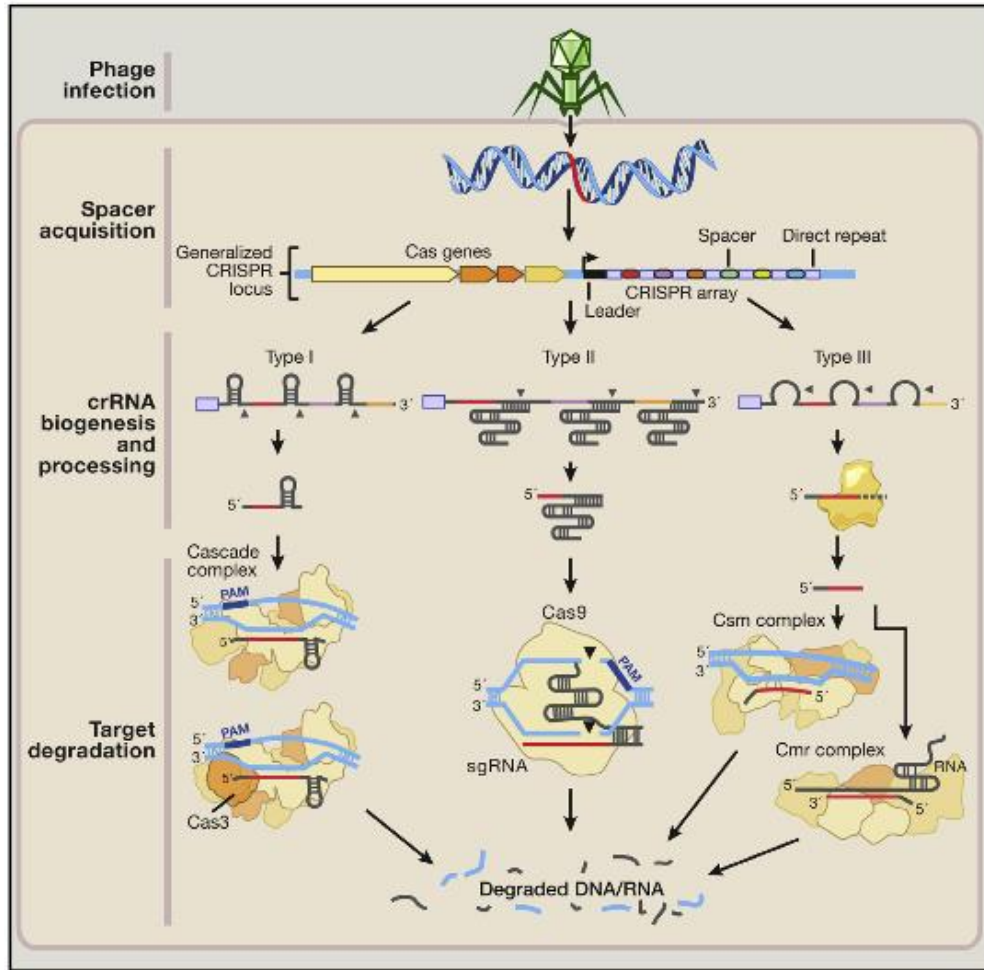 Phage
infection
Spacer
acquisition
Generalized
CRISPR
locus
Cas genes
Spacer
Direct repeat
CRISPR array
Leader
crRNA
biogenesis
and
processing
Type I
Type II
Type III
3´
3´
3´
5´
5´
5´
5´
Target
degradation
Cascade
complex
PAM
5´
3´
5´
PAM
5´
3´
5´
Cas3
Cas9
PAM
5´
3´
sgRNA
Csm complex
5´
3´
5´
Cmr complex
RNA
5´
3´
5´
Degraded DNA/RNA